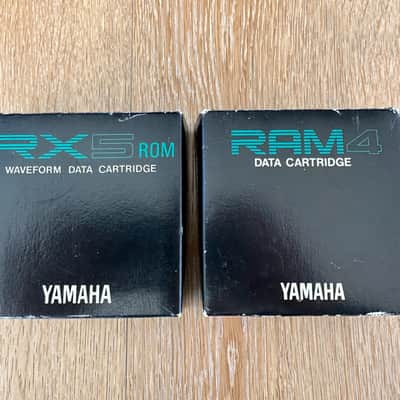 RX5 ROM
WAVEFORM DATA CARTRIDGE
YAMAHA
RAM4
DATA CARTRIDGE
YAMAHA